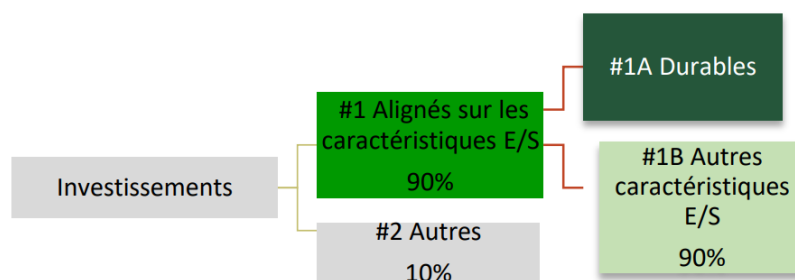 Investissements
#1 Alignés sur les
caractéristiques E/S
90%
#2 Autres
10%
#1A Durables
#1B Autres
caractéristiques
E/S
90%